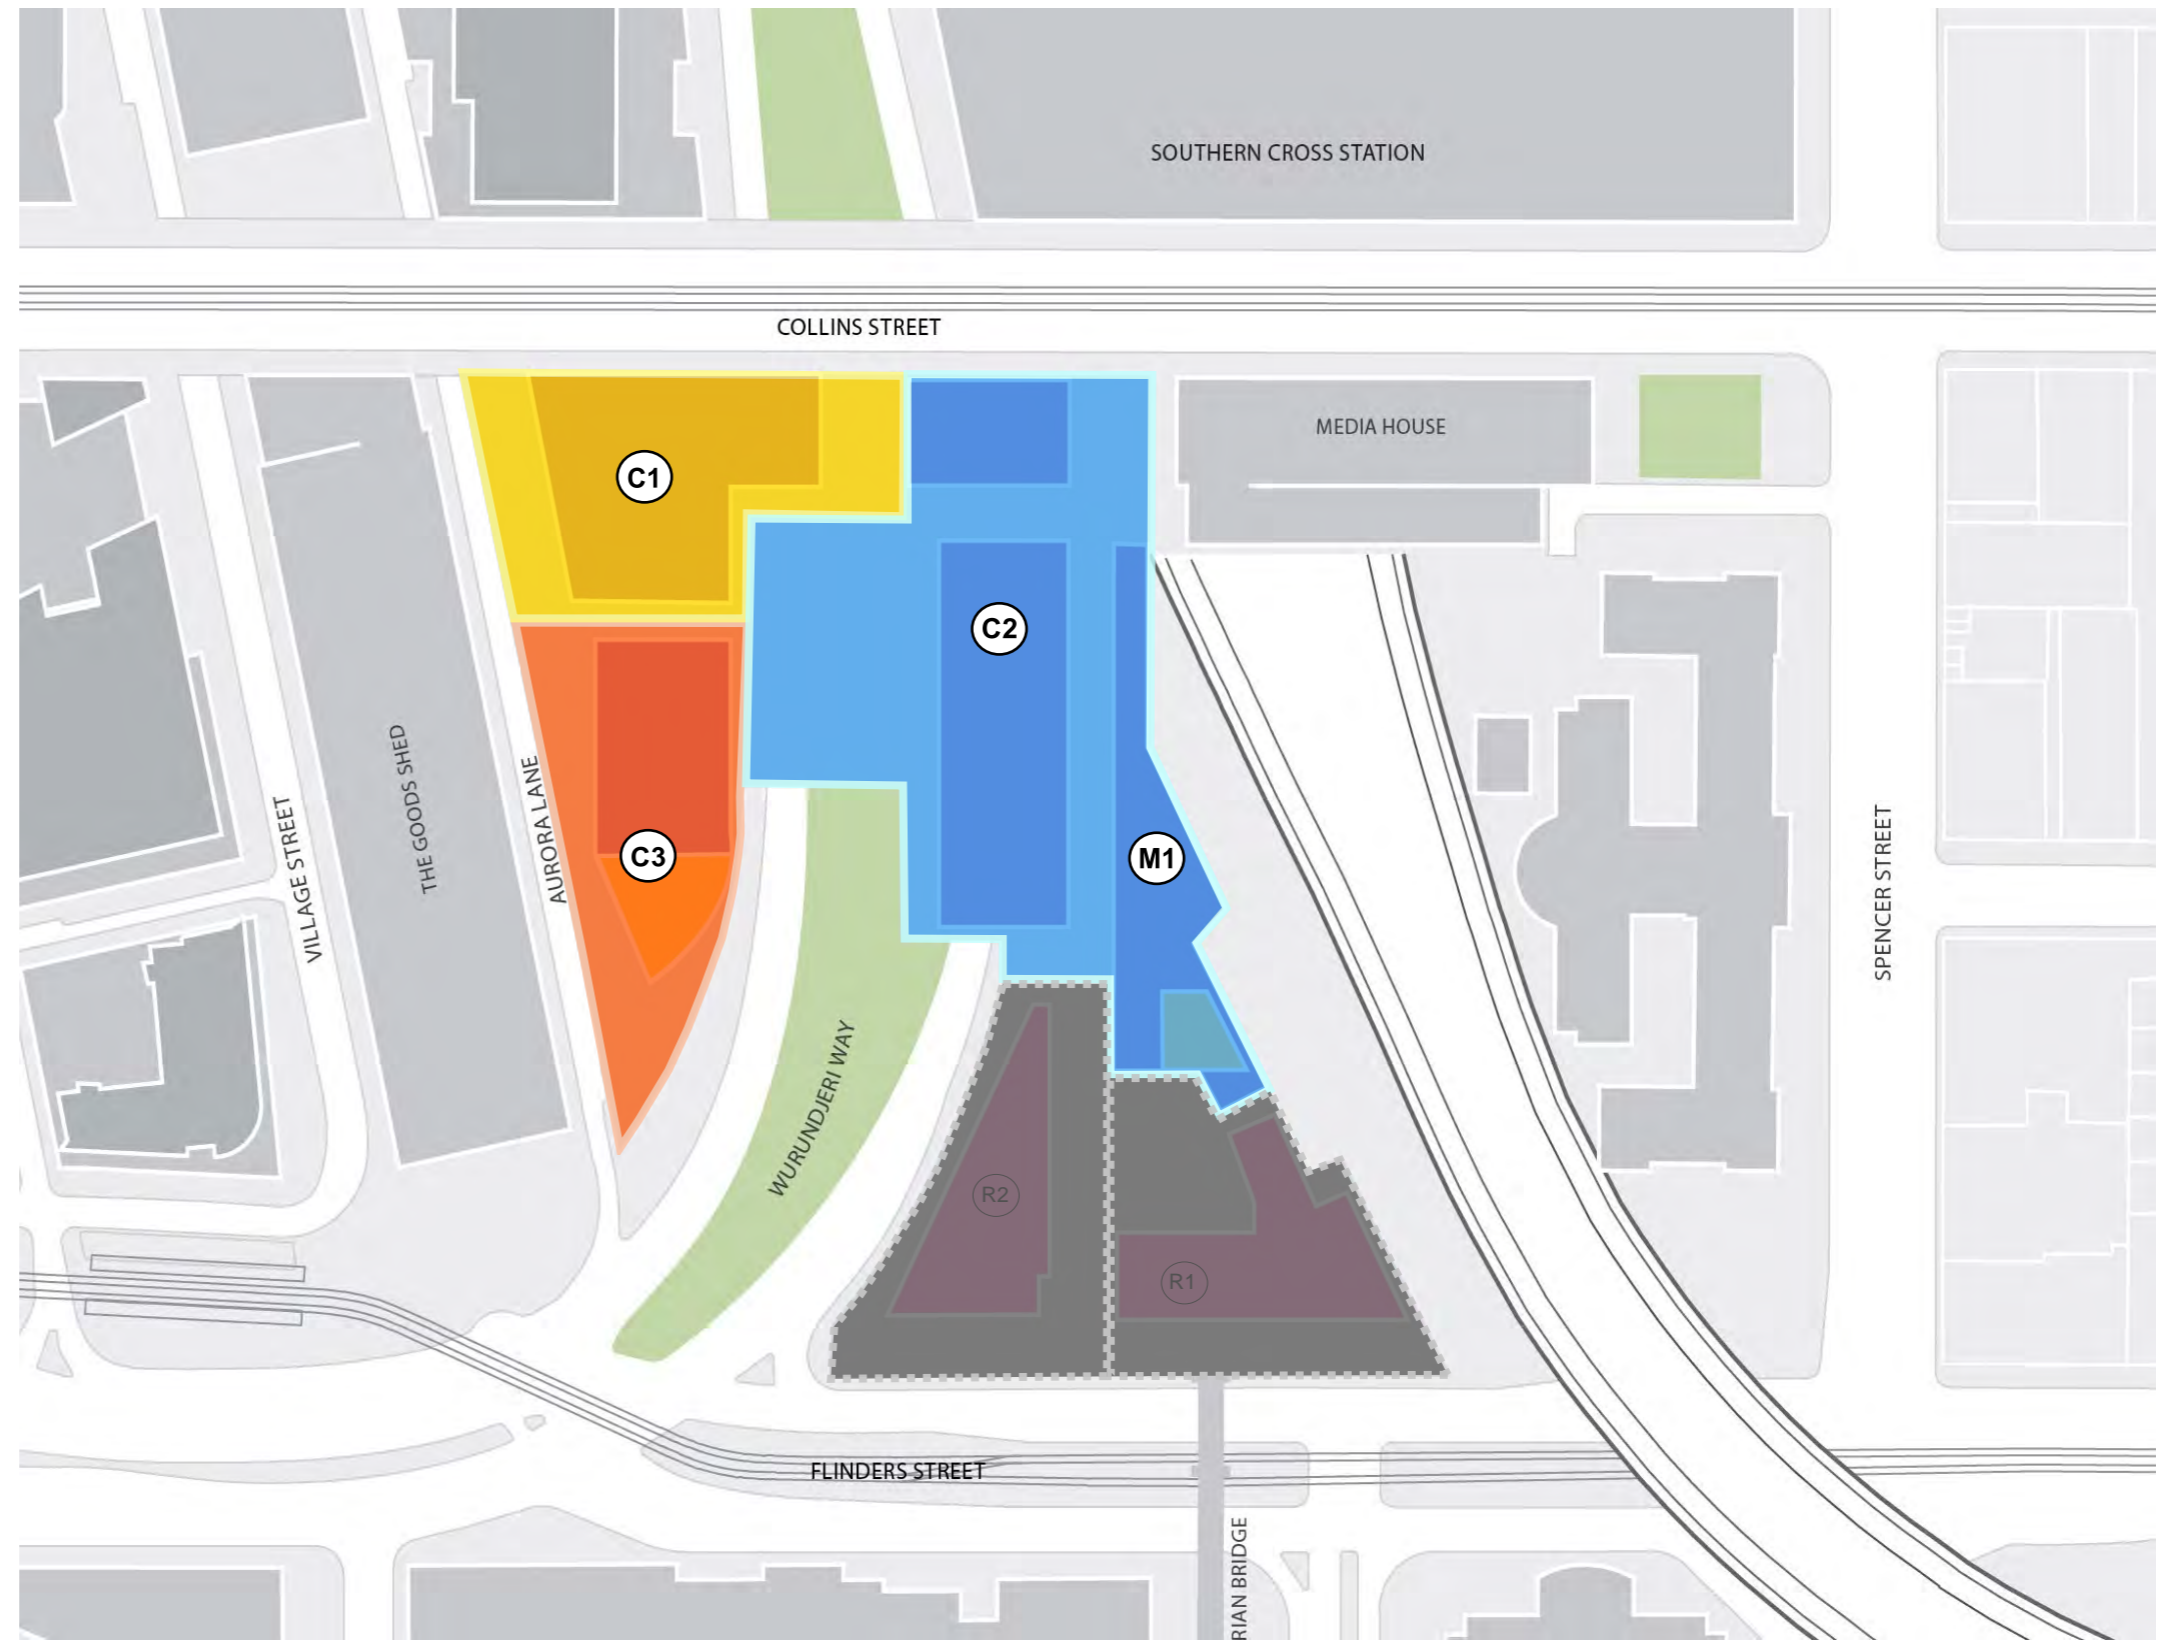 SOUTHERN CROSS STATION
COLLINS STREET
MEDIA HOUSE
C1
C2
THE GOODS SHED
AURORA LANE
VILLAGE STREET
C3
M1
SPENCER STREET
WURUNDJERI WAY
R2
R1
FLINDERS STREET
RIAN BRIDGE